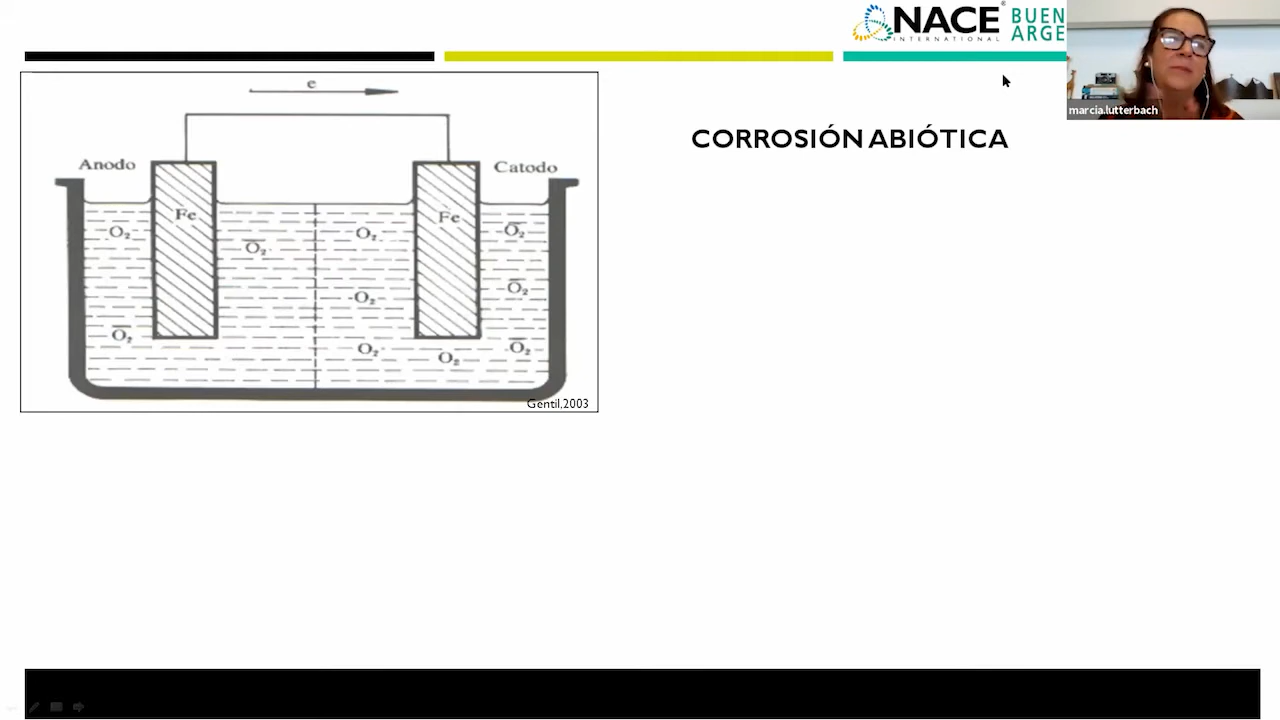 NACE
INTERNATIONAL
BUEN
ARGE
marcia.lutterbach
CORROSIÓN ABIÓTICA
e
Anodo
Catodo
Fe
Fe
O₂
O₂
O₂
O₂
O₂
O₂
O₂
O₂
O₂
O₂
Gentil,2003